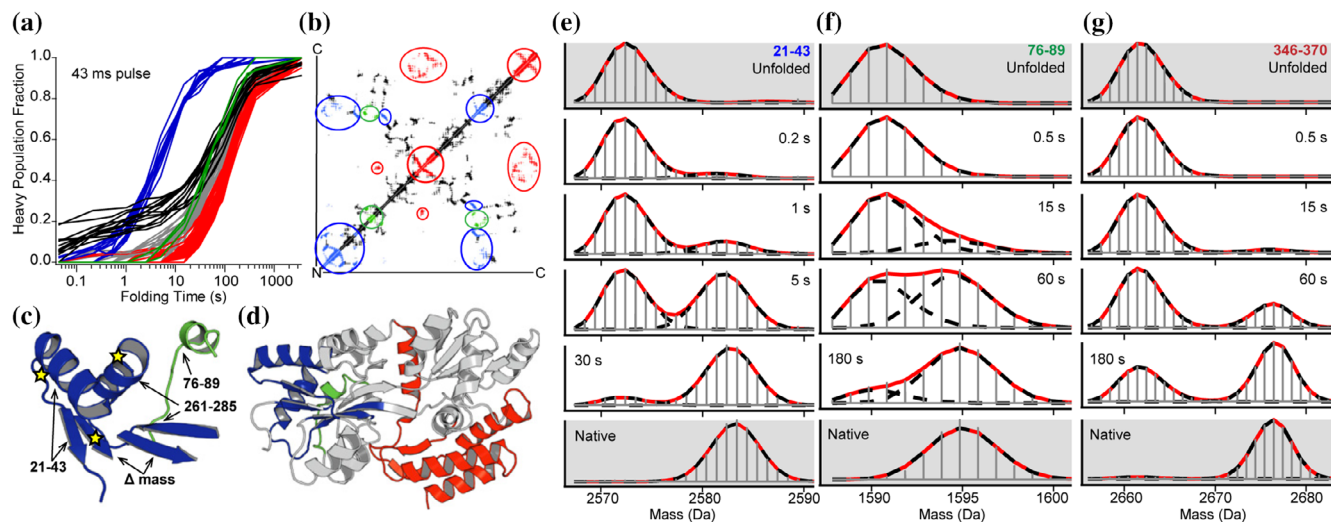 (a)
Heavy Population Fraction
1.0
0.8
0.6
0.4
0.2
0.0
43 ms pulse
0.1 1 10 100 1000
Folding Time (s)
(b)
C
N
C
(c)
76-89
261-285
21-43
Δ mass
(d)
(e)
21-43
Unfolded
0.2 s
1 s
5 s
30 s
Native
2570 2580 2590
Mass (Da)
(f)
76-89
Unfolded
0.5 s
15 s
60 s
180 s
Native
1590 1595 1600
Mass (Da)
(g)
346-370
Unfolded
0.5 s
15 s
60 s
180 s
Native
2660 2670 2680
Mass (Da)